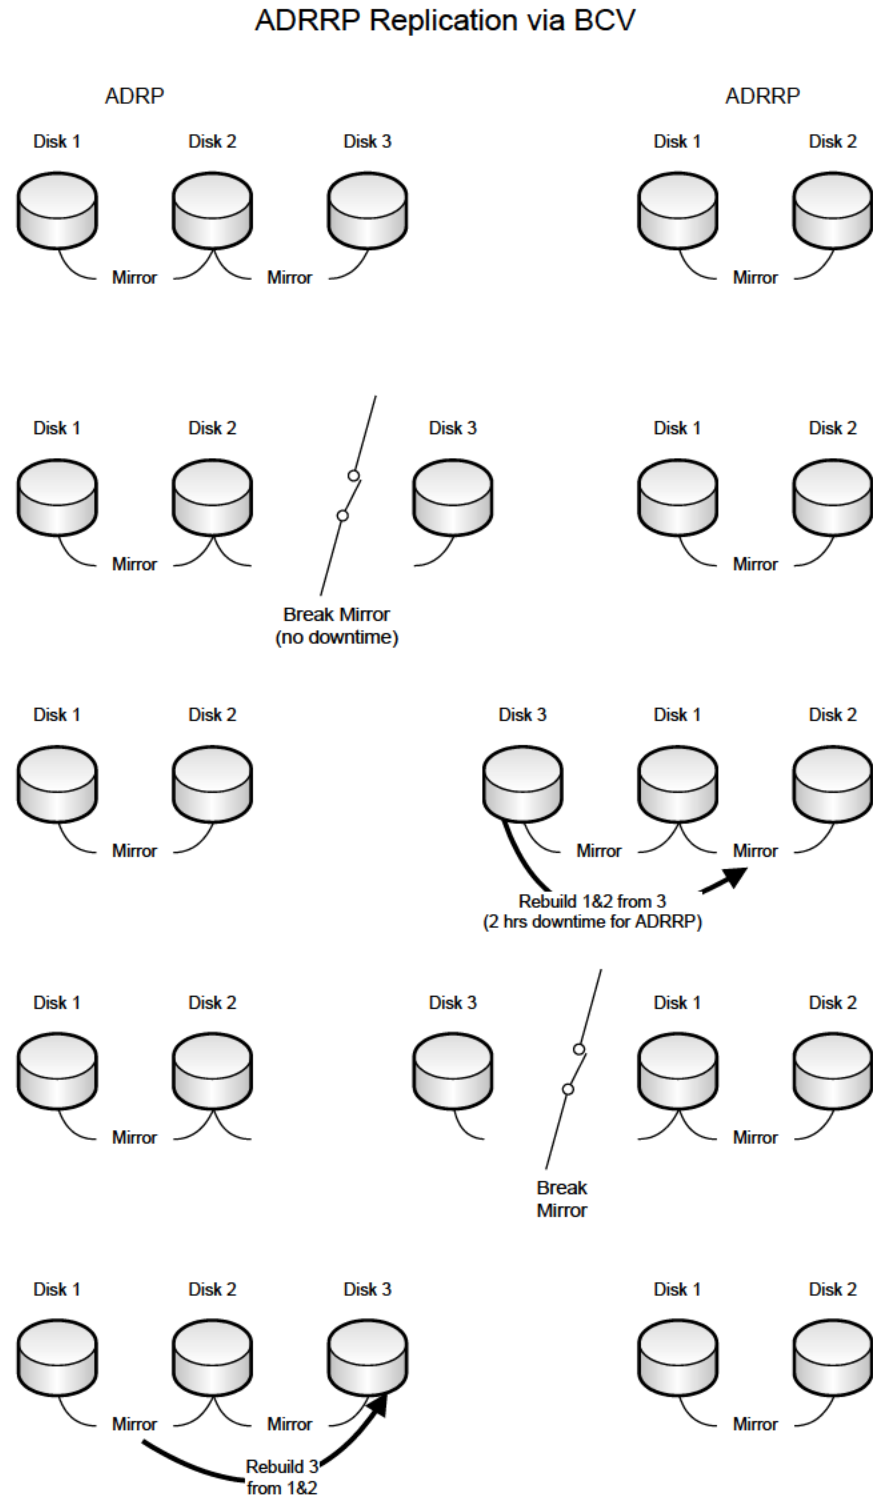 ADRRP Replication via BCV
ADRP
ADRRP
Disk 1
Disk 2
Disk 3
Disk 1
Disk 2
Mirror
Mirror
Mirror
Disk 1
Disk 2
Disk 3
Disk 1
Disk 2
Mirror
Mirror
Break Mirror
(no downtime)
Disk 1
Disk 2
Disk 3
Disk 1
Disk 2
Mirror
Mirror
Mirror
Rebuild 1&2 from 3
(2 hrs downtime for ADRRP)
Disk 1
Disk 2
Disk 3
Disk 1
Disk 2
Mirror
Mirror
Break
Mirror
Disk 1
Disk 2
Disk 3
Disk 1
Disk 2
Mirror
Mirror
Mirror
Rebuild 3
from 1&2